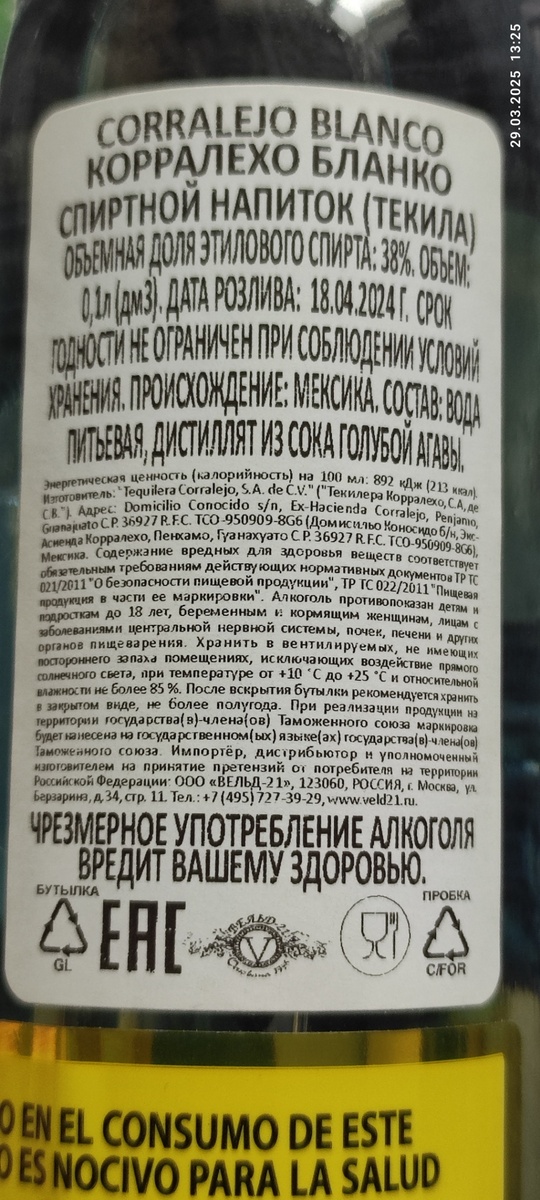 29.03.2025 13:25
CORRALEJO BLANCO
КОРРАЛЕХО БЛАНКО
СПИРТНОЙ НАПИТОК (ТЕКИЛА)
ОБЪЕМНАЯ ДОЛЯ ЭТИЛОВОГО СПИРТА: 38%. ОБЪЕМ:
0,1л (дм3). ДАТА РОЗЛИВА: 18.04.2024 Г. СРОК
ГОДНОСТИ НЕ ОГРАНИЧЕН ПРИ СОБЛЮДЕНИИ УСЛОВИЙ
ХРАНЕНИЯ. ПРОИСХОЖДЕНИЕ: МЕКСИКА. СОСТАВ: ВОДА
ПИТЬЕВАЯ, ДИСТИЛЛЯТ ИЗ СОКА ГОЛУБОЙ АГАВЫ.
Энергетическая ценность (калорийность) на 100 мл: 892 кДж (213 ккал).
Изготовитель: "Tequilera Corralejo, S.A. de C.V." ("Текилера Корралехо, С.А. де
С.В."). Адрес: Domicilio Conocido s/n, Ex-Hacienda Corralejo, Penjamo,
Guanajuato C.P. 36927 R.F.C. TCO-950909-8G6 (Домисильо Коносидо б/н, Экс-
Асиенда Корралехо, Пенхамо, Гуанахуато С.Р. 36927 R.F.C. TCO-950909-8G6),
Мексика. Содержание вредных для здоровья веществ соответствует
обязательным требованиям действующих нормативных документов ТР ТС
021/2011 "О безопасности пищевой продукции", ТР ТС 022/2011 "Пищевая
продукция в части ее маркировки". Алкоголь противопоказан детям и
подросткам до 18 лет, беременным и кормящим женщинам, лицам с
заболеваниями центральной нервной системы, почек, печени и других
органов пищеварения. Хранить в вентилируемых, не имеющих
постороннего запаха помещениях, исключающих воздействие прямого
солнечного света, при температуре от +10 °C до +25 °C и относительной
влажности не более 85 %. После вскрытия бутылки рекомендуется хранить
в закрытом виде, не более полугода. При реализации продукции на
территории государства(в)-члена(ов) Таможенного союза маркировка
будет нанесена на государственном(ых) языке(ах) государства(в)-члена(ов)
Таможенного союза. Импортёр, дистрибьютор и уполномоченный
изготовителем на принятие претензий от потребителя на территории
Российской Федерации: ООО «ВЕЛЬД-21», 123060, РОССИЯ, г. Москва, ул.
Берзарина, д. 34, стр. 11. Тел.: +7 (495) 727-39-29, www.veld21.ru.
ЧРЕЗМЕРНОЕ УПОТРЕБЛЕНИЕ АЛКОГОЛЯ
ВРЕДИТ ВАШЕМУ ЗДОРОВЬЮ.
БУТЫЛКА
ПРОБКА
GL
EAC
ВЕЛЬД-21
V
C/FOR
O EN EL CONSUMO DE ESTE
O ES NOCIVO PARA LA SALUD